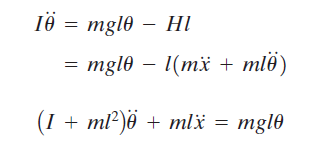 Iθ̈ = mglθ − Hl
= mglθ − l(mẍ + mlθ̈)
(I + ml²)θ̈ + mlẍ = mglθ